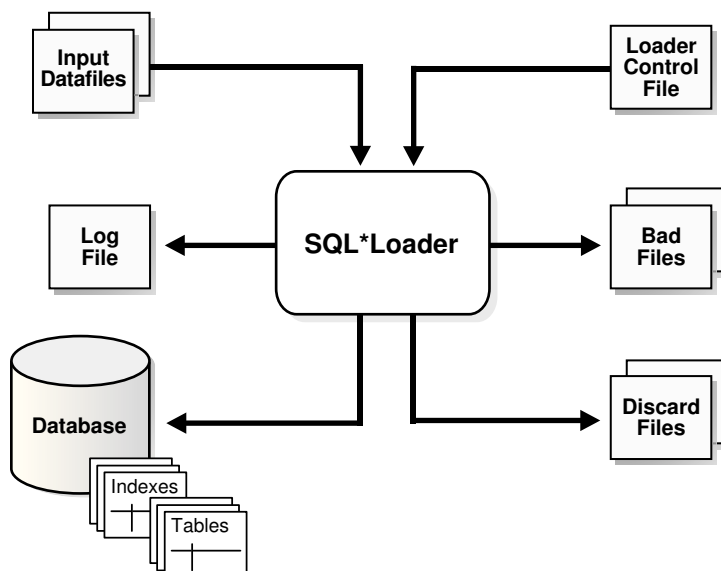 Input
Datafiles
Loader
Control
File
Log
File
SQL*Loader
Bad
Files
Database
Discard
Files
Indexes
Tables